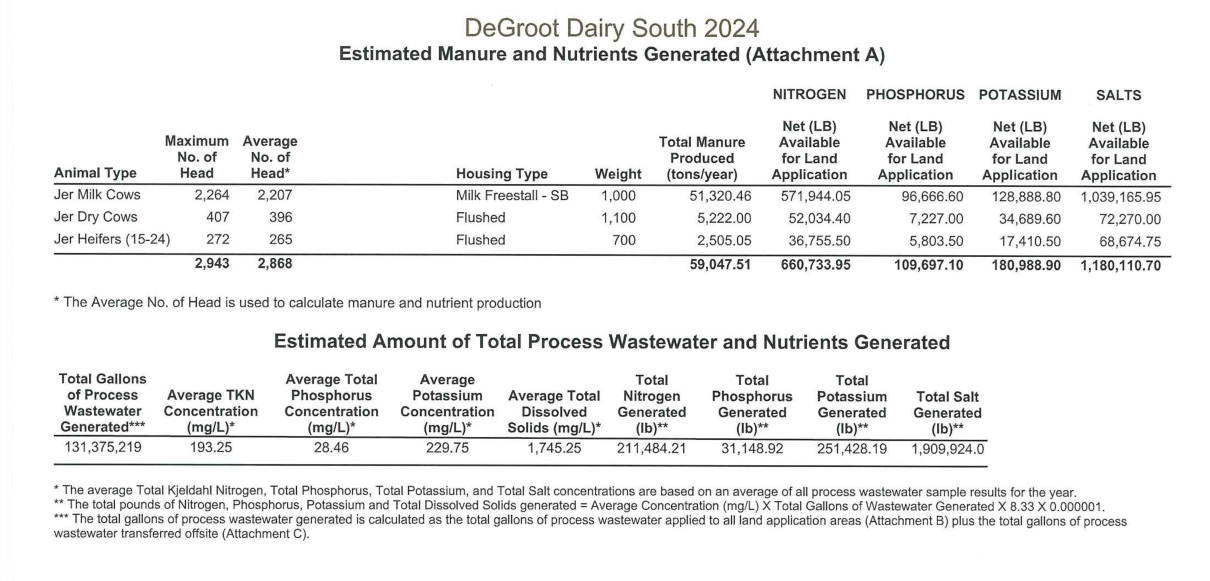 DeGroot Dairy South 2024
Estimated Manure and Nutrients Generated (Attachment A)
NITROGEN PHOSPHORUS POTASSIUM SALTS
Animal Type Maximum No. of Head Average No. of Head* Housing Type Weight Total Manure Produced (tons/year) Net (LB) Available for Land Application Net (LB) Available for Land Application Net (LB) Available for Land Application Net (LB) Available for Land Application
Jer Milk Cows 2,264 2,207 Milk Freestall - SB 1,000 51,320.46 571,944.05 96,666.60 128,888.80 1,039,165.95
Jer Dry Cows 407 396 Flushed 1,100 5,222.00 52,034.40 7,227.00 34,689.60 72,270.00
Jer Heifers (15-24) 272 265 Flushed 700 2,505.05 36,755.50 5,803.50 17,410.50 68,674.75
2,943 2,868 59,047.51 660,733.95 109,697.10 180,988.90 1,180,110.70
* The Average No. of Head is used to calculate manure and nutrient production
Estimated Amount of Total Process Wastewater and Nutrients Generated
Total Gallons of Process Wastewater Generated*** Average TKN Concentration (mg/L)* Average Total Phosphorus Concentration (mg/L)* Average Potassium Concentration (mg/L)* Average Total Dissolved Solids (mg/L)* Total Nitrogen Generated (lb)** Total Phosphorus Generated (lb)** Total Potassium Generated (lb)** Total Salt Generated (lb)**
131,375,219 193.25 28.46 229.75 1,745.25 211,484.21 31,148.92 251,428.19 1,909,924.0
* The average Total Kjeldahl Nitrogen, Total Phosphorus, Total Potassium, and Total Salt concentrations are based on an average of all process wastewater sample results for the year.
** The total pounds of Nitrogen, Phosphorus, Potassium and Total Dissolved Solids generated = Average Concentration (mg/L) X Total Gallons of Wastewater Generated X 8.33 X 0.000001.
*** The total gallons of process wastewater generated is calculated as the total gallons of process wastewater applied to all land application areas (Attachment B) plus the total gallons of process
wastewater transferred offsite (Attachment C).